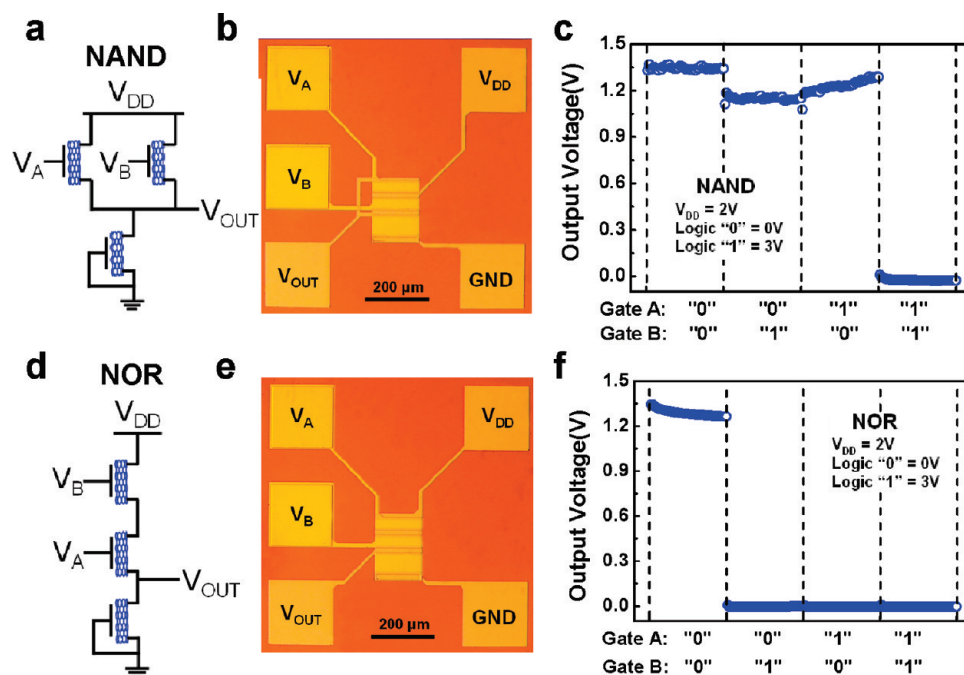 a
NAND
V_DD
V_A
V_B
V_OUT
b
V_A
V_DD
V_B
V_OUT
GND
200 µm
c
Output Voltage(V)
1.5
1.2
0.9
0.6
0.3
0.0
NAND
V_DD = 2V
Logic “0” = 0V
Logic “1” = 3V
Gate A: "0" "0" "1" "1"
Gate B: "0" "1" "0" "1"
d
NOR
V_DD
V_B
V_A
V_OUT
e
V_A
V_DD
V_B
V_OUT
GND
200 µm
f
Output Voltage(V)
1.5
1.2
0.9
0.6
0.3
0.0
NOR
V_DD = 2V
Logic “0” = 0V
Logic “1” = 3V
Gate A: "0" "0" "1" "1"
Gate B: "0" "1" "0" "1"